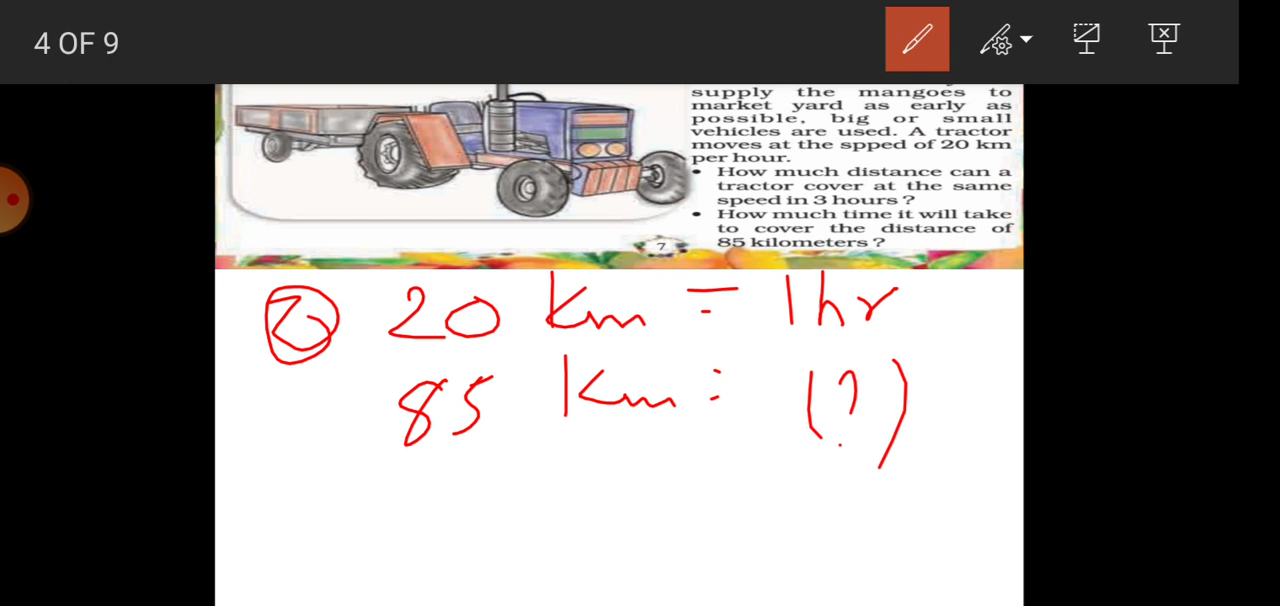 4 OF 9
supply the mangoes to
market yard as early as
possible, big or small
vehicles are used. A tractor
moves at the spped of 20 km
per hour.
• How much distance can a
tractor cover at the same
speed in 3 hours ?
• How much time it will take
to cover the distance of
85 kilometers ?
7
2 20 km = 1 hr
85 km = (?)